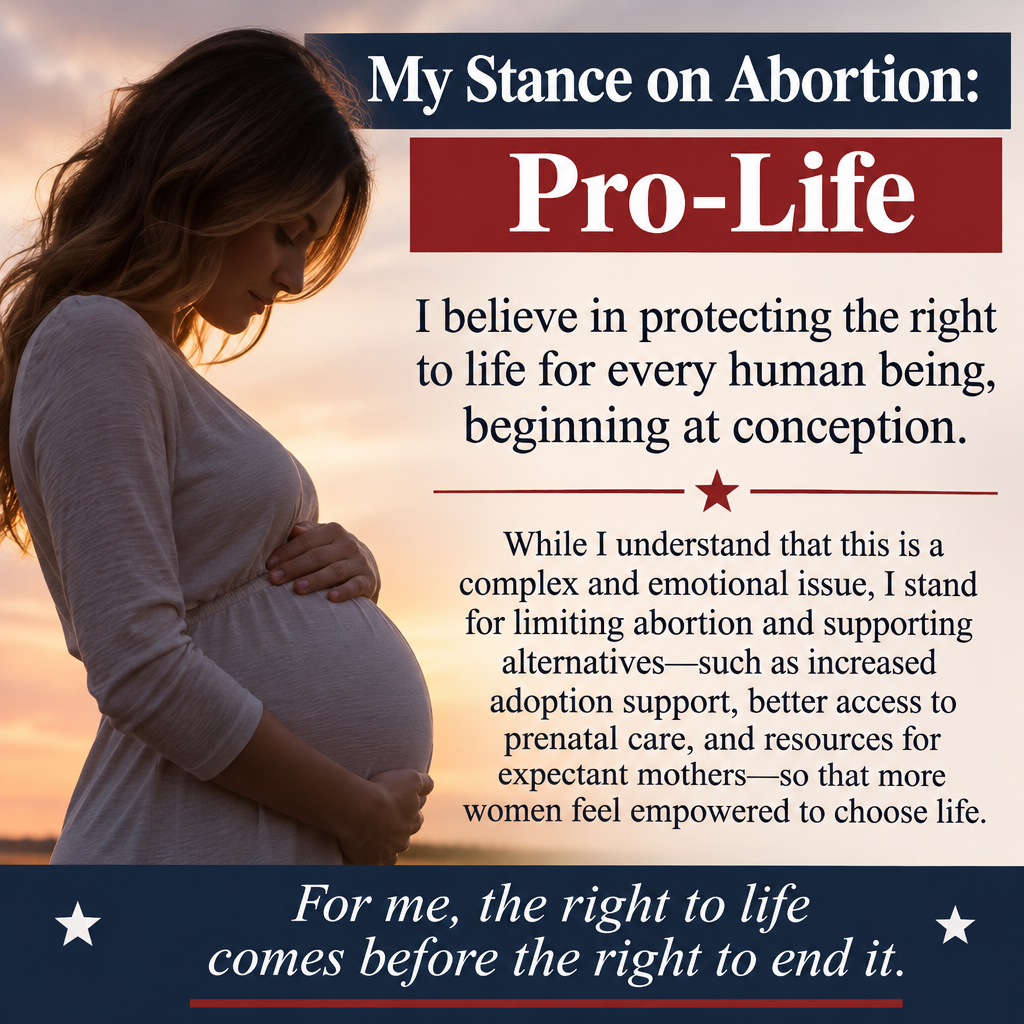 My Stance on Abortion:
Pro-Life
I believe in protecting the right
to life for every human being,
beginning at conception.
While I understand that this is a
complex and emotional issue, I stand
for limiting abortion and supporting
alternatives—such as increased
adoption support, better access to
prenatal care, and resources for
expectant mothers—so that more
women feel empowered to choose life.
For me, the right to life
comes before the right to end it.